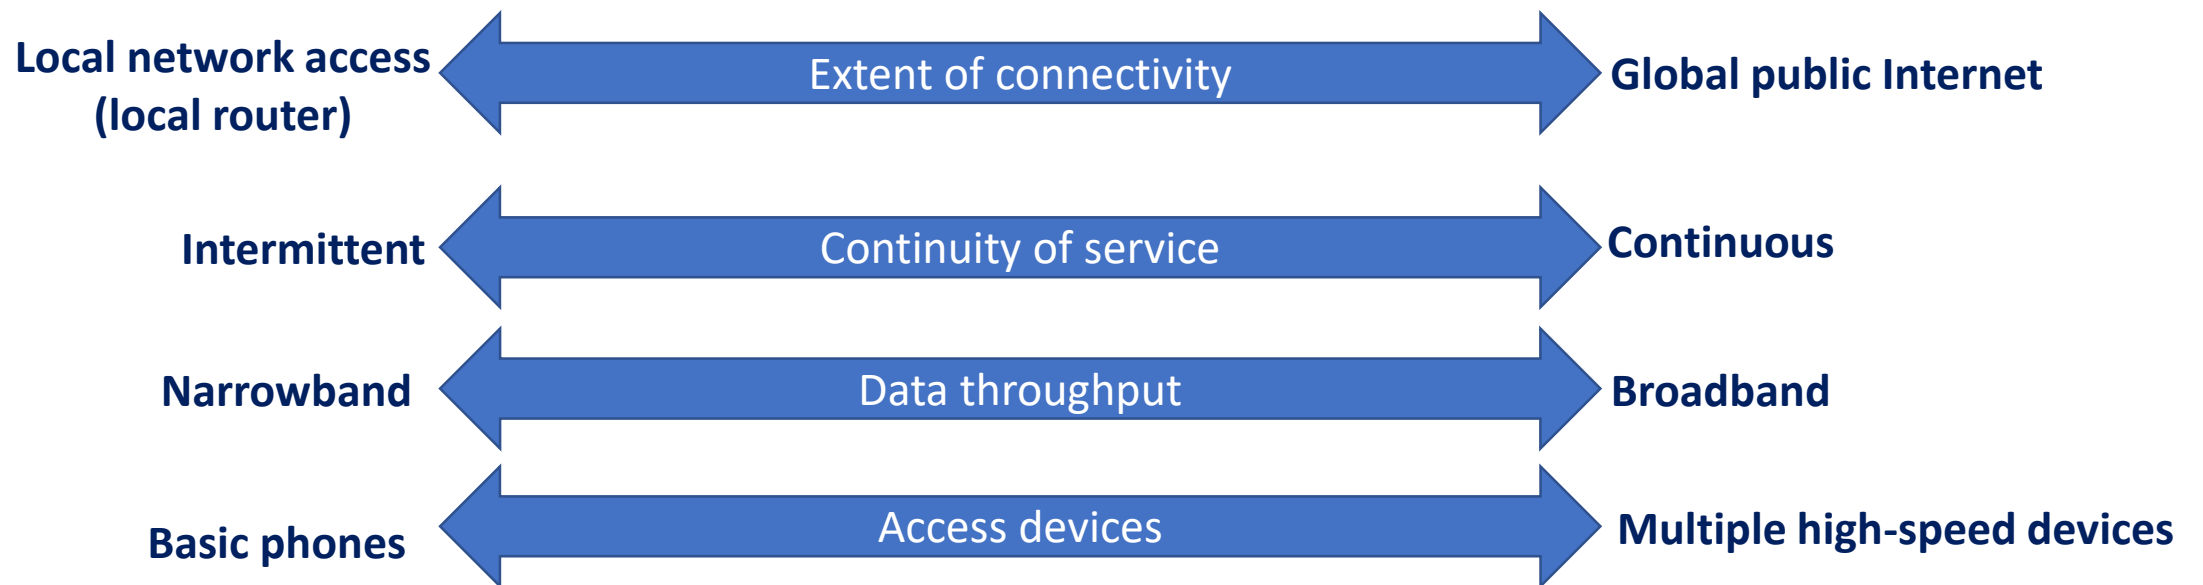 Local network access
(local router)
Extent of connectivity
Global public Internet
Intermittent
Continuity of service
Continuous
Narrowband
Data throughput
Broadband
Basic phones
Access devices
Multiple high-speed devices